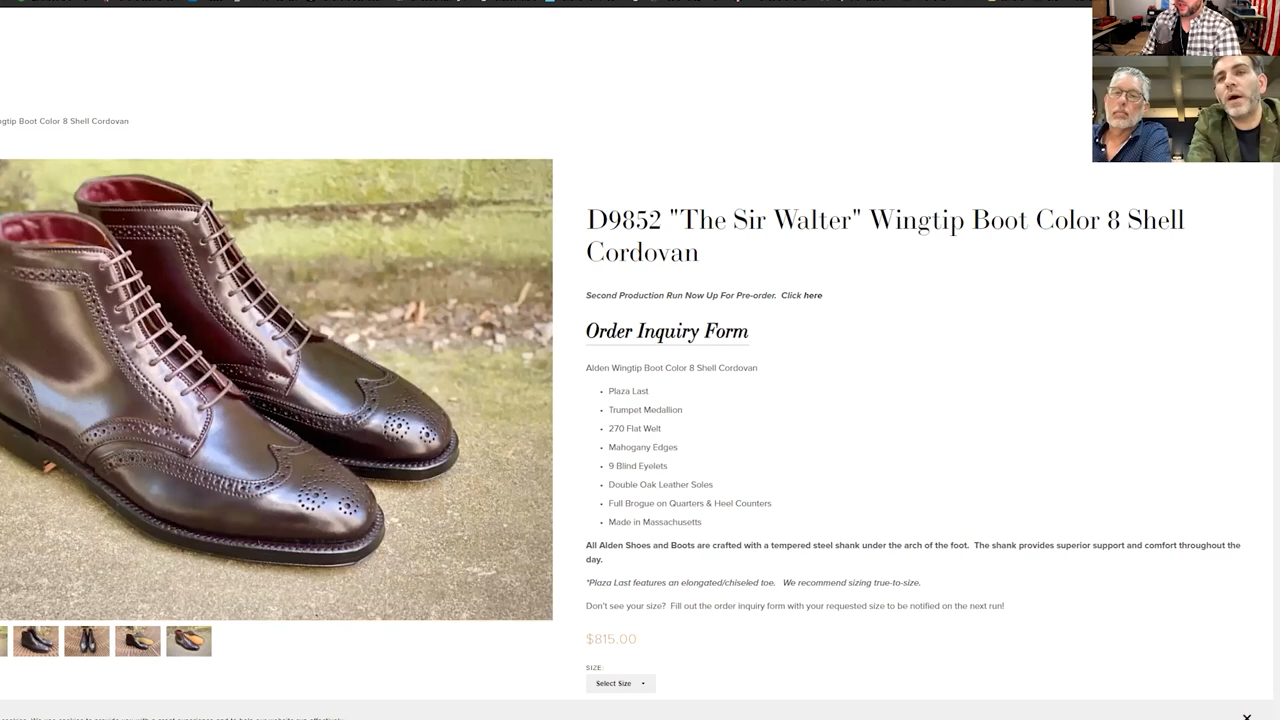 Wingtip Boot Color 8 Shell Cordovan
D9852 "The Sir Walter" Wingtip Boot Color 8 Shell
Cordovan
Second Production Run Now Up For Pre-order. Click here
Order Inquiry Form
Alden Wingtip Boot Color 8 Shell Cordovan
• Plaza Last
• Trumpet Medallion
• 270 Flat Welt
• Mahogany Edges
• 9 Blind Eyelets
• Double Oak Leather Soles
• Full Brogue on Quarters & Heel Counters
• Made in Massachusetts
All Alden Shoes and Boots are crafted with a tempered steel shank under the arch of the foot. The shank provides superior support and comfort throughout the
day.
*Plaza Last features an elongated/chiseled toe. We recommend sizing true-to-size.
Don't see your size? Fill out the order inquiry form with your requested size to be notified on the next run!
$815.00
SIZE:
Select Size